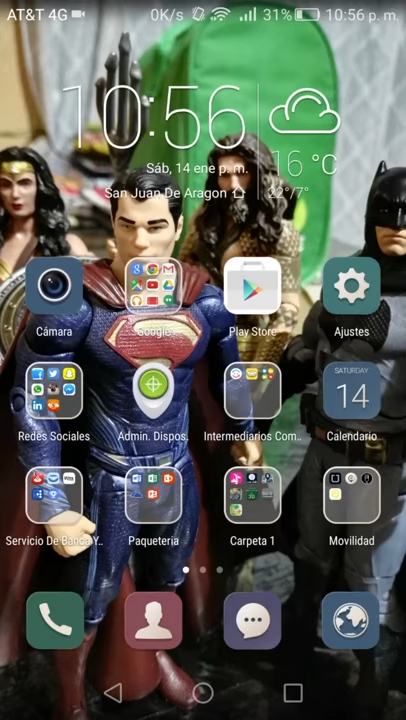 AT&T 4G 0K/s 31% 10:56 p. m.
10:56
Sáb, 14 ene p. m.
16 °C
San Juan De Aragon 22°/7°
Cámara Google Play Store Ajustes
SATURDAY
14
Redes Sociales Admin. Dispos. Intermediarios Com.. Calendario
Servicio De Banca Y.. Paqueteria Carpeta 1 Movilidad